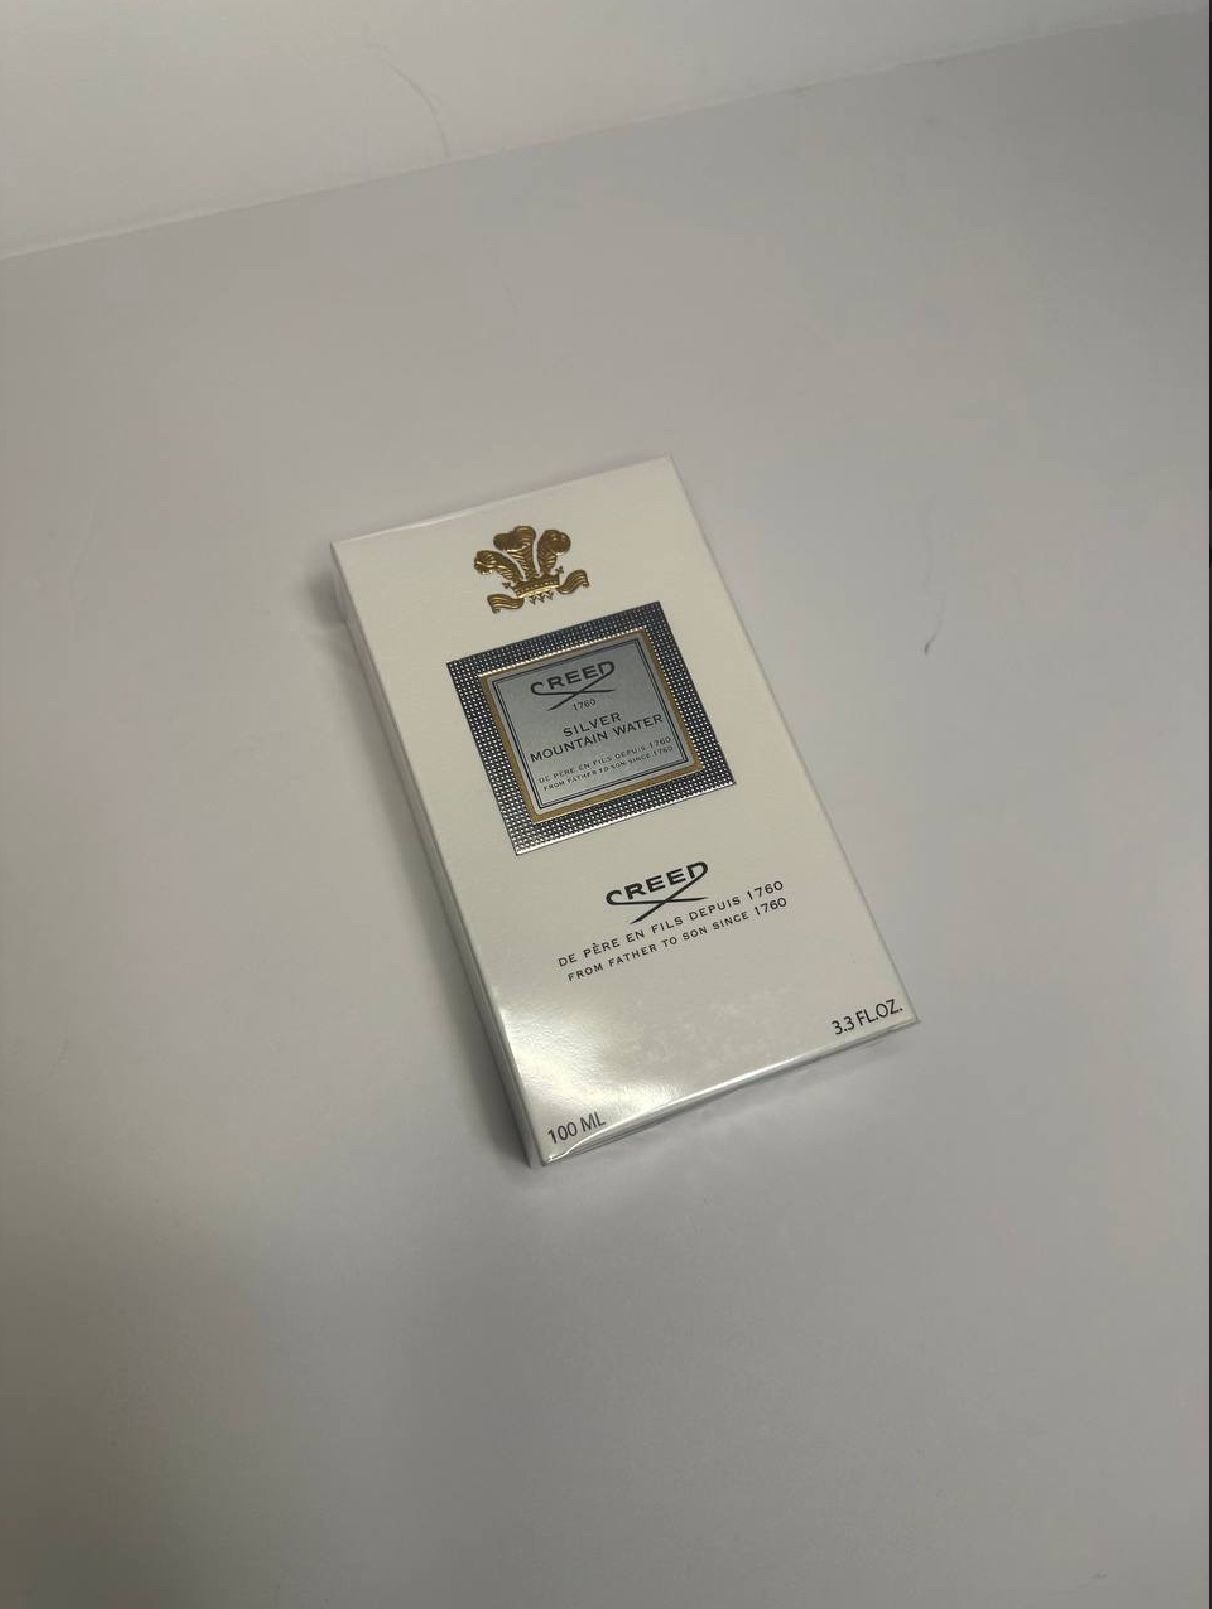 CREED
1760
SILVER
MOUNTAIN WATER
DE PÈRE EN FILS DEPUIS 1760
FROM FATHER TO SON SINCE 1760
CREED
DE PÈRE EN FILS DEPUIS 1760
FROM FATHER TO SON SINCE 1760
3.3 FL.OZ.
100 ML